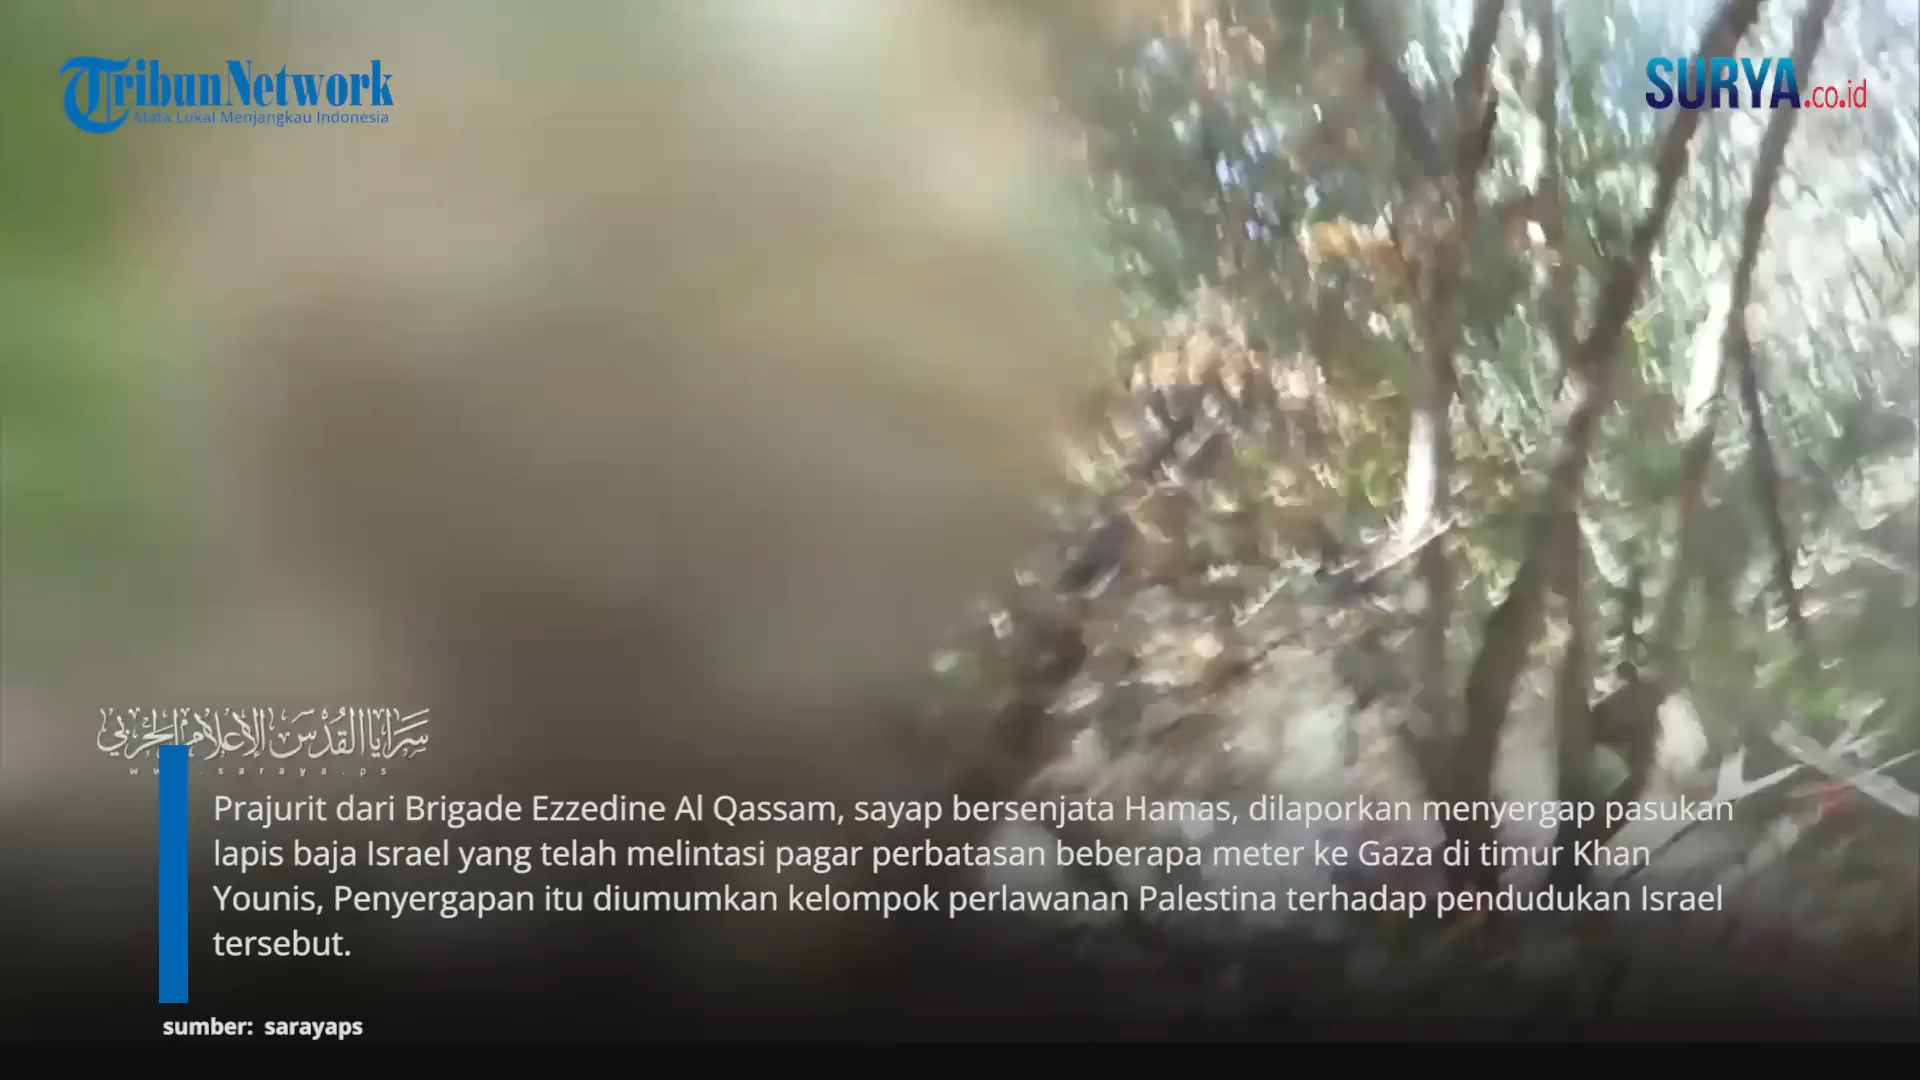 TribunNetwork
Mata Lokal Menjangkau Indonesia
SURYA.co.id
سَرَايَا القُدْس الإعلام الحربي
www.saraya.ps
Prajurit dari Brigade Ezzedine Al Qassam, sayap bersenjata Hamas, dilaporkan menyergap pasukan
lapis baja Israel yang telah melintasi pagar perbatasan beberapa meter ke Gaza di timur Khan
Younis, Penyergapan itu diumumkan kelompok perlawanan Palestina terhadap pendudukan Israel
tersebut.
sumber: sarayaps